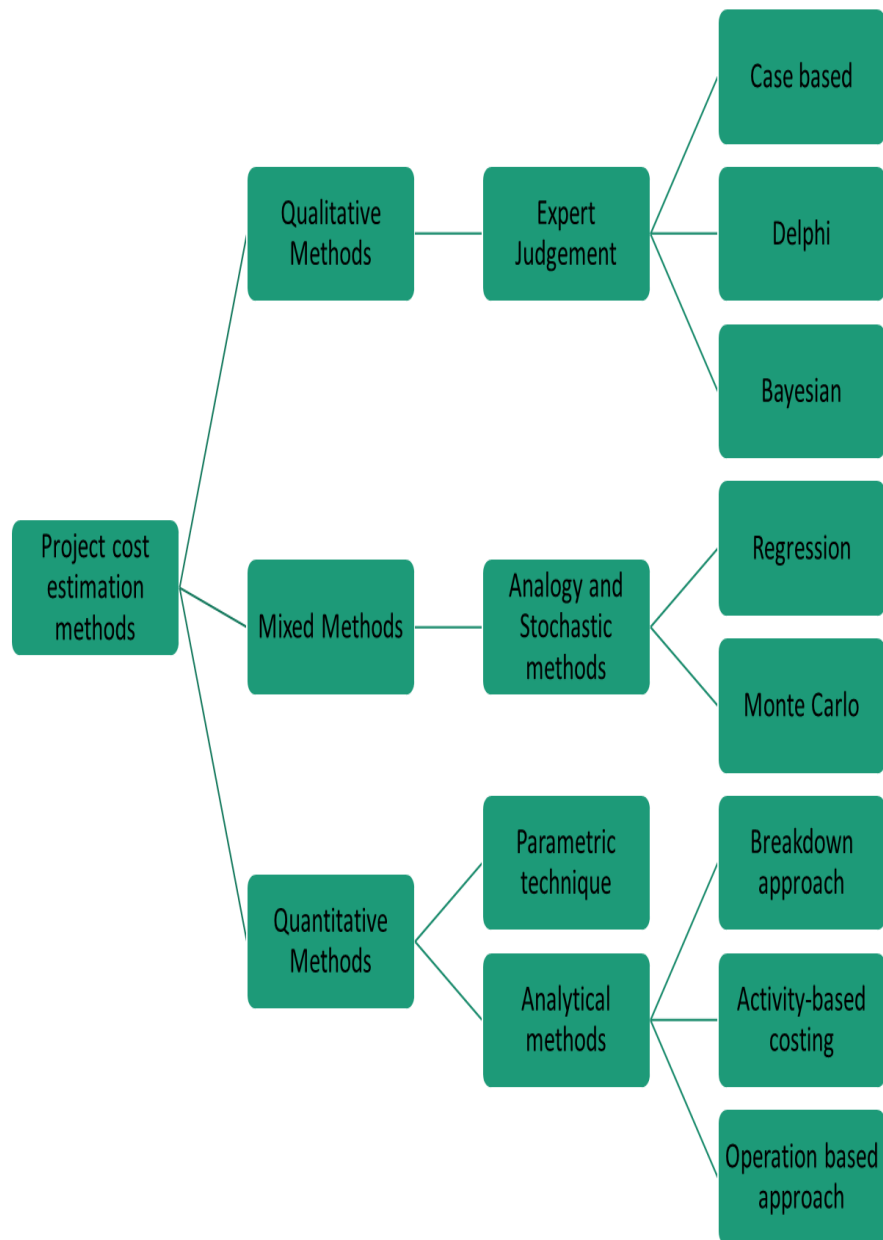 Project cost
estimation
methods
Qualitative
Methods
Expert
Judgement
Case based
Delphi
Bayesian
Mixed Methods
Analogy and
Stochastic
methods
Regression
Monte Carlo
Quantitative
Methods
Parametric
technique
Analytical
methods
Breakdown
approach
Activity-based
costing
Operation based
approach